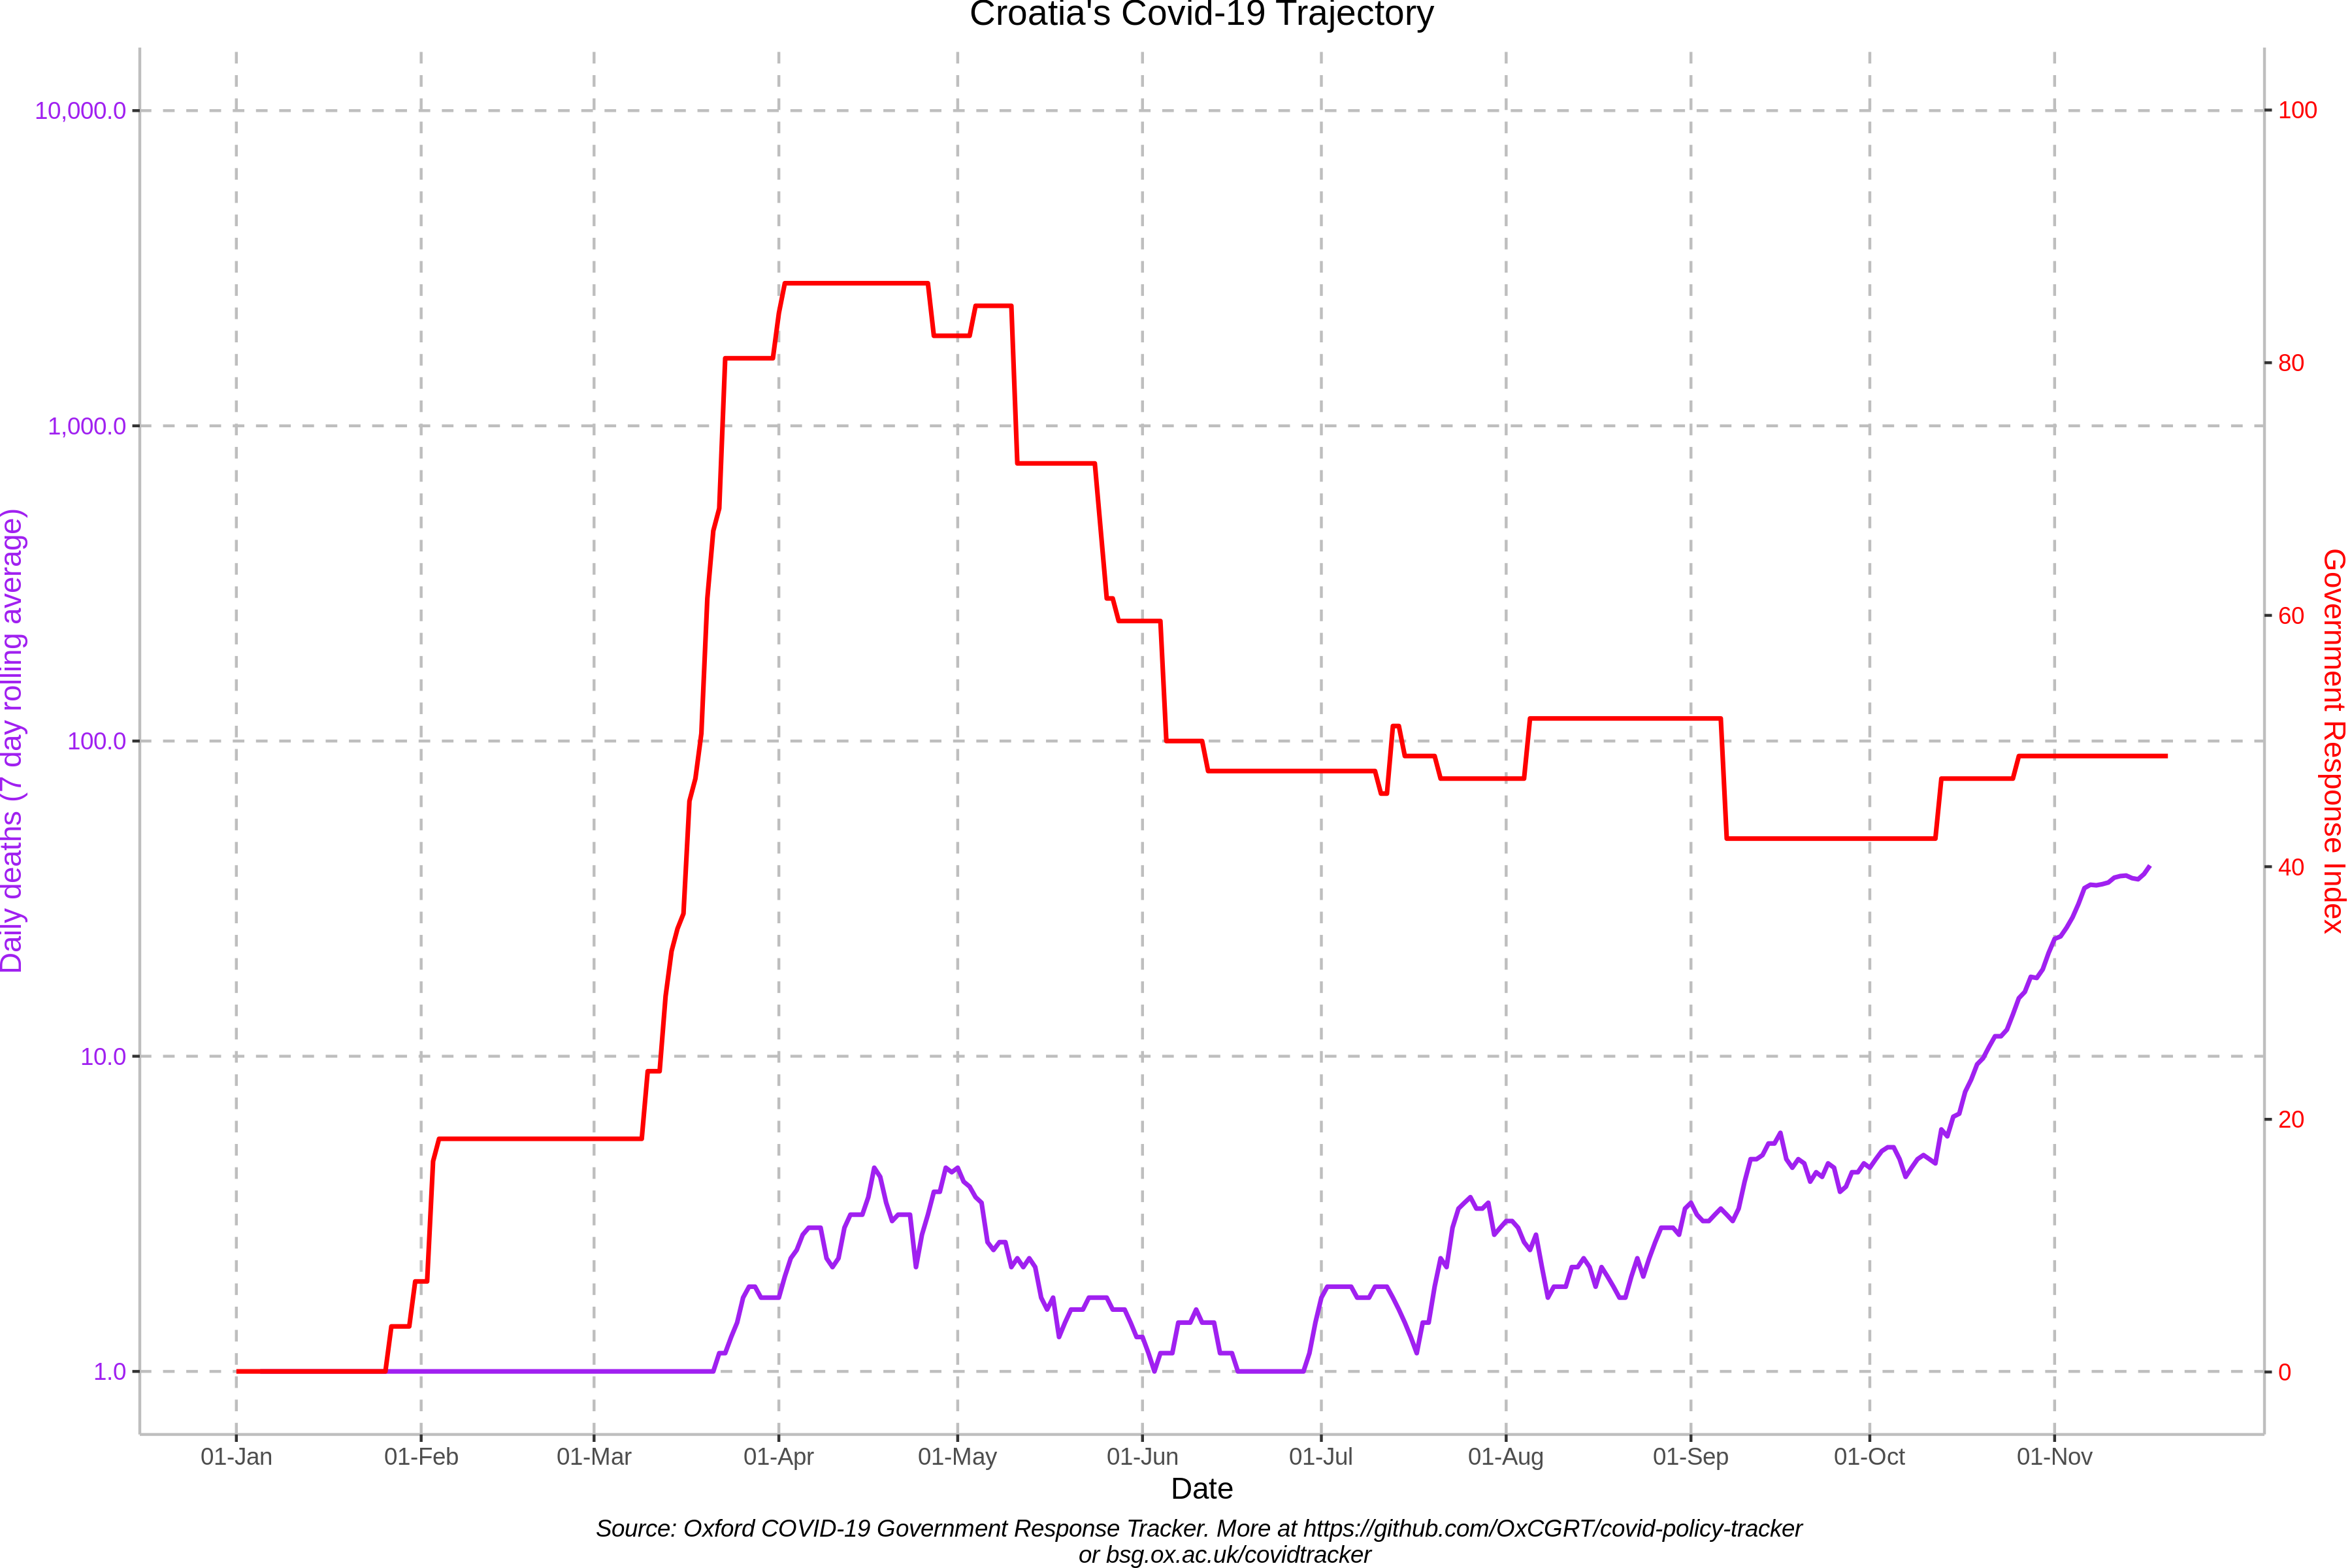 Croatia's Covid-19 Trajectory
10,000.0
1,000.0
100.0
10.0
1.0
Daily deaths (7 day rolling average)
100
80
60
40
20
0
Government Response Index
01-Jan 01-Feb 01-Mar 01-Apr 01-May 01-Jun 01-Jul 01-Aug 01-Sep 01-Oct 01-Nov
Date
Source: Oxford COVID-19 Government Response Tracker. More at https://github.com/OxCGRT/covid-policy-tracker
or bsg.ox.ac.uk/covidtracker